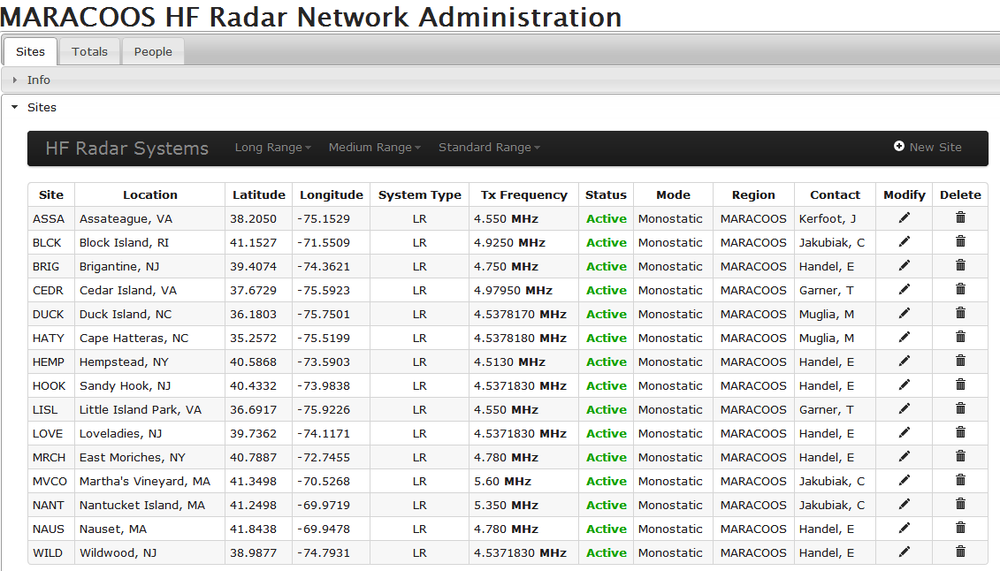 MARACOOS HF Radar Network Administration
Sites Totals People
Info
Sites
HF Radar Systems Long Range Medium Range Standard Range New Site
Site Location Latitude Longitude System Type Tx Frequency Status Mode Region Contact Modify Delete
ASSA Assateague, VA 38.2050 -75.1529 LR 4.550 MHz Active Monostatic MARACOOS Kerfoot, J
BLCK Block Island, RI 41.1527 -71.5509 LR 4.9250 MHz Active Monostatic MARACOOS Jakubiak, C
BRIG Brigantine, NJ 39.4074 -74.3621 LR 4.750 MHz Active Monostatic MARACOOS Handel, E
CEDR Cedar Island, VA 37.6729 -75.5923 LR 4.97950 MHz Active Monostatic MARACOOS Garner, T
DUCK Duck Island, NC 36.1803 -75.7501 LR 4.5378170 MHz Active Monostatic MARACOOS Muglia, M
HATY Cape Hatteras, NC 35.2572 -75.5199 LR 4.5378180 MHz Active Monostatic MARACOOS Muglia, M
HEMP Hempstead, NY 40.5868 -73.5903 LR 4.5130 MHz Active Monostatic MARACOOS Handel, E
HOOK Sandy Hook, NJ 40.4332 -73.9838 LR 4.5371830 MHz Active Monostatic MARACOOS Handel, E
LISL Little Island Park, VA 36.6917 -75.9226 LR 4.550 MHz Active Monostatic MARACOOS Garner, T
LOVE Loveladies, NJ 39.7362 -74.1171 LR 4.5371830 MHz Active Monostatic MARACOOS Handel, E
MRCH East Moriches, NY 40.7887 -72.7455 LR 4.780 MHz Active Monostatic MARACOOS Handel, E
MVCO Martha's Vineyard, MA 41.3498 -70.5268 LR 5.60 MHz Active Monostatic MARACOOS Jakubiak, C
NANT Nantucket Island, MA 41.2498 -69.9719 LR 5.350 MHz Active Monostatic MARACOOS Jakubiak, C
NAUS Nauset, MA 41.8438 -69.9478 LR 4.780 MHz Active Monostatic MARACOOS Handel, E
WILD Wildwood, NJ 38.9877 -74.7931 LR 4.5371830 MHz Active Monostatic MARACOOS Handel, E